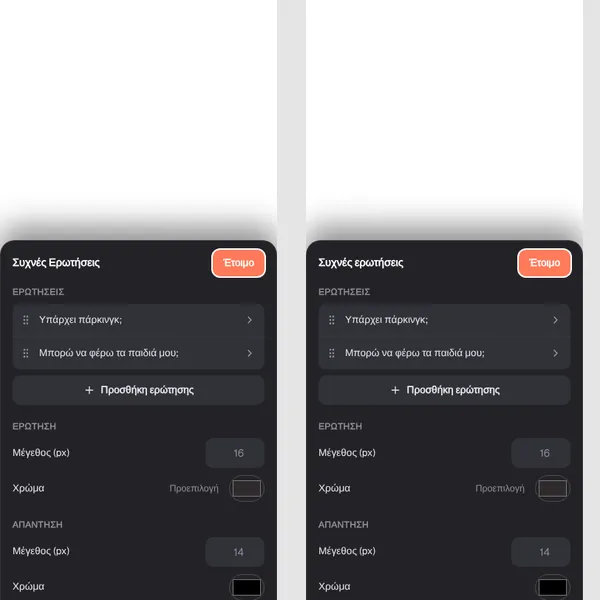 Συχνές Ερωτήσεις
Έτοιμο
ΕΡΩΤΗΣΕΙΣ
Υπάρχει πάρκινγκ;
Μπορώ να φέρω τα παιδιά μου;
+ Προσθήκη ερώτησης
ΕΡΩΤΗΣΗ
Μέγεθος (px)
16
Χρώμα
Προεπιλογή
ΑΠΑΝΤΗΣΗ
Μέγεθος (px)
14
Χρώμα
Συχνές ερωτήσεις
Έτοιμο
ΕΡΩΤΗΣΕΙΣ
Υπάρχει πάρκινγκ;
Μπορώ να φέρω τα παιδιά μου;
+ Προσθήκη ερώτησης
ΕΡΩΤΗΣΗ
Μέγεθος (px)
16
Χρώμα
Προεπιλογή
ΑΠΑΝΤΗΣΗ
Μέγεθος (px)
14
Χρώμα